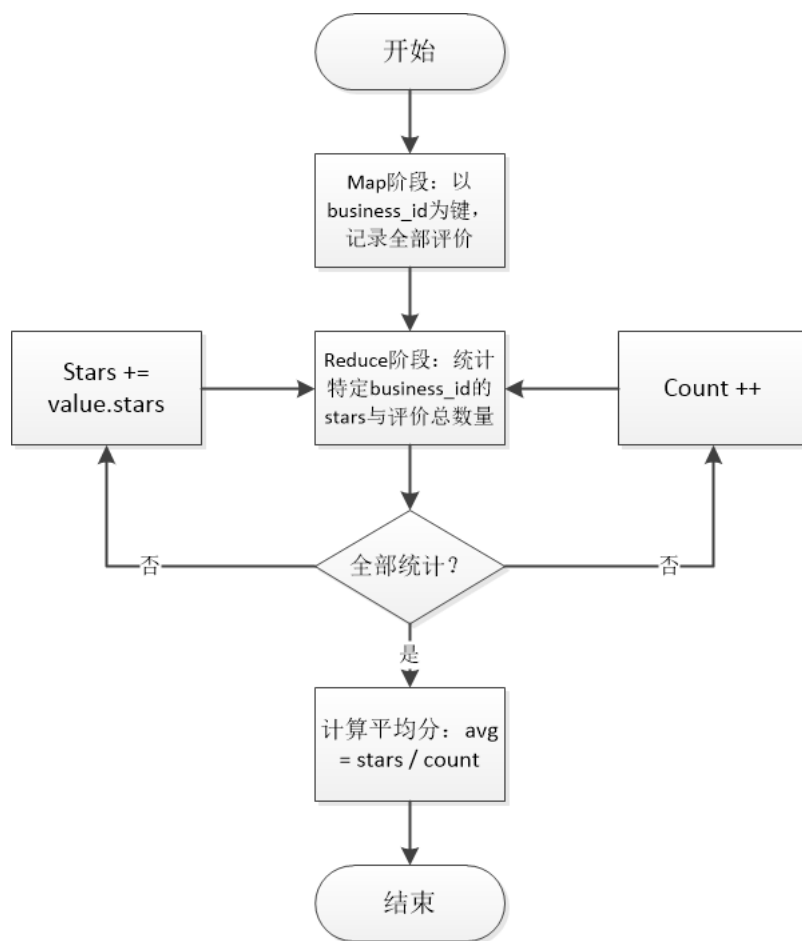 开始
Map阶段：以
business_id为键，
记录全部评价
Stars +=
value.stars
Reduce阶段：统计
特定business_id的
stars与评价总数量
Count ++
否
全部统计？
否
是
计算平均分：avg
= stars / count
结束